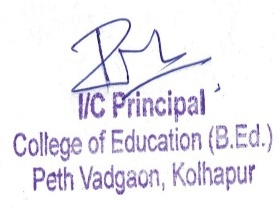 I/C Principal
College of Education (B.Ed.)
Peth Vadgaon, Kolhapur